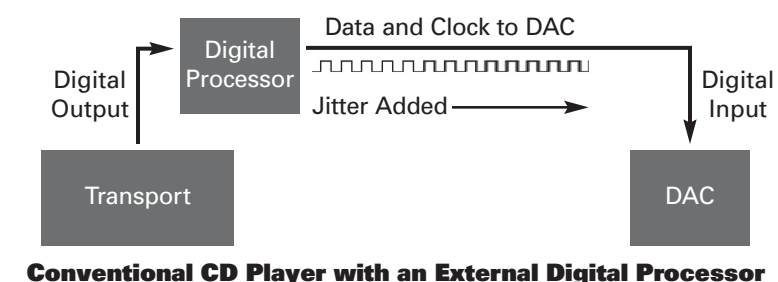 Data and Clock to DAC
Digital
Processor
Digital
Output
Jitter Added
Digital
Input
Transport
DAC
Conventional CD Player with an External Digital Processor